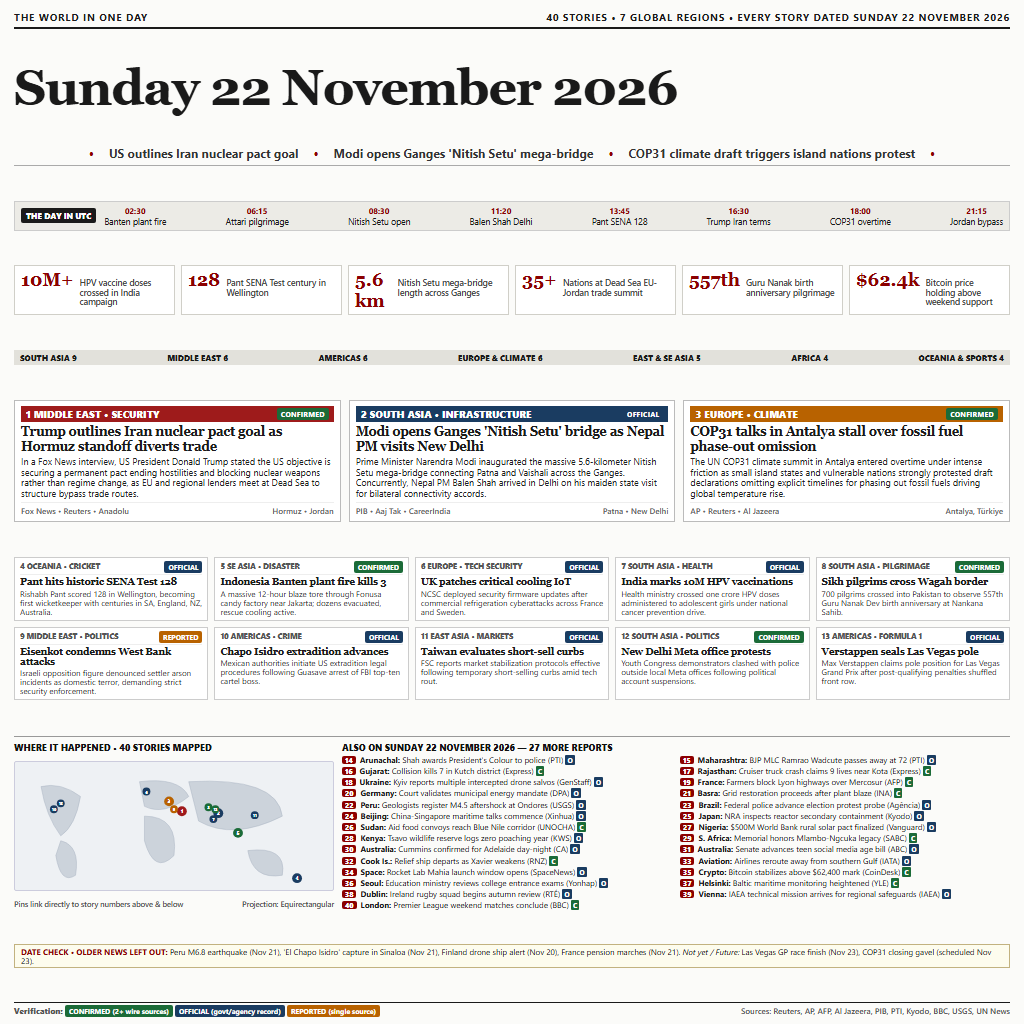 THE WORLD IN ONE DAY
40 STORIES • 7 GLOBAL REGIONS • EVERY STORY DATED SUNDAY 22 NOVEMBER 2026
Sunday 22 November 2026
• US outlines Iran nuclear pact goal • Modi opens Ganges 'Nitish Setu' mega-bridge • COP31 climate draft triggers island nations protest •
THE DAY IN UTC
02:30
Banten plant fire
06:15
Attari pilgrimage
08:30
Nitish Setu open
11:20
Balen Shah Delhi
13:45
Pant SENA 128
16:30
Trump Iran terms
18:00
COP31 overtime
21:15
Jordan bypass
10M+
HPV vaccine doses
crossed in India
campaign
128
Pant SENA Test century in
Wellington
5.6
km
Nitish Setu mega-bridge
length across Ganges
35+
Nations at Dead Sea EU-
Jordan trade summit
557th
Guru Nanak birth
anniversary pilgrimage
$62.4k
Bitcoin price
holding above
weekend support
SOUTH ASIA 9
MIDDLE EAST 6
AMERICAS 6
EUROPE & CLIMATE 6
EAST & SE ASIA 5
AFRICA 4
OCEANIA & SPORTS 4
1 MIDDLE EAST • SECURITY
CONFIRMED
Trump outlines Iran nuclear pact goal as
Hormuz standoff diverts trade
In a Fox News interview, US President Donald Trump stated the US objective is
securing a permanent pact ending hostilities and blocking nuclear weapons
rather than regime change, as EU and regional lenders meet at Dead Sea to
structure bypass trade routes.
Fox News • Reuters • Anadolu
Hormuz • Jordan
2 SOUTH ASIA • INFRASTRUCTURE
OFFICIAL
Modi opens Ganges 'Nitish Setu' bridge as Nepal
PM visits New Delhi
Prime Minister Narendra Modi inaugurated the massive 5.6-kilometer Nitish
Setu mega-bridge connecting Patna and Vaishali across the Ganges.
Concurrently, Nepal PM Balen Shah arrived in Delhi on his maiden state visit
for bilateral connectivity accords.
PIB • Aaj Tak • CareerIndia
Patna • New Delhi
3 EUROPE • CLIMATE
CONFIRMED
COP31 talks in Antalya stall over fossil fuel
phase-out omission
The UN COP31 climate summit in Antalya entered overtime under intense
friction as small island states and vulnerable nations strongly protested draft
declarations omitting explicit timelines for phasing out fossil fuels driving
global temperature rise.
AP • Reuters • Al Jazeera
Antalya, Türkiye
4 OCEANIA • CRICKET
OFFICIAL
Pant hits historic SENA Test 128
Rishabh Pant scored 128 in Wellington, becoming
first wicketkeeper with centuries in SA, England, NZ,
Australia.
5 SE ASIA • DISASTER
CONFIRMED
Indonesia Banten plant fire kills 3
A massive 12-hour blaze tore through Fonusa
candy factory near Jakarta; dozens evacuated,
rescue cooling active.
6 EUROPE • TECH SECURITY
OFFICIAL
UK patches critical cooling IoT
NCSC deployed security firmware updates after
commercial refrigeration cyberattacks across France
and Sweden.
7 SOUTH ASIA • HEALTH
OFFICIAL
India marks 10M HPV vaccinations
Health ministry crossed one crore HPV doses
administered to adolescent girls under national
cancer prevention drive.
8 SOUTH ASIA • PILGRIMAGE
CONFIRMED
Sikh pilgrims cross Wagah border
700 pilgrims crossed into Pakistan to observe 557th
Guru Nanak Dev birth anniversary at Nankana
Sahib.
9 MIDDLE EAST • POLITICS
REPORTED
Eisenkot condemns West Bank
attacks
Israeli opposition figure denounced settler arson
incidents as domestic terror, demanding strict
security enforcement.
10 AMERICAS • CRIME
OFFICIAL
Chapo Isidro extradition advances
Mexican authorities initiate US extradition legal
procedures following Guasave arrest of FBI top-ten
cartel boss.
11 EAST ASIA • MARKETS
OFFICIAL
Taiwan evaluates short-sell curbs
FSC reports market stabilization protocols effective
following temporary short-selling curbs amid tech
rout.
12 SOUTH ASIA • POLITICS
CONFIRMED
New Delhi Meta office protests
Youth Congress demonstrators clashed with police
outside local Meta offices following political
account suspensions.
13 AMERICAS • FORMULA 1
OFFICIAL
Verstappen seals Las Vegas pole
Max Verstappen claims pole position for Las Vegas
Grand Prix after post-qualifying penalties shuffled
front row.
WHERE IT HAPPENED • 40 STORIES MAPPED
Pins link directly to story numbers above & below
Projection: Equirectangular
ALSO ON SUNDAY 22 NOVEMBER 2026 — 27 MORE REPORTS
14 Arunachal: Shah awards President's Colour to police (PTI) O
15 Maharashtra: BJP MLC Ramrao Wadcute passes away at 72 (PTI) O
16 Gujarat: Collision kills 7 in Kutch district (Express) C
17 Rajasthan: Cruiser truck crash claims 9 lives near Kota (Express) C
18 Ukraine: Kyiv reports multiple intercepted drone salvos (GenStaff) O
19 France: Farmers block Lyon highways over Mercosur (AFP) C
20 Germany: Court validates municipal energy mandate (DPA) O
21 Basra: Grid restoration proceeds after plant blaze (INA) C
22 Peru: Geologists register M4.5 aftershock at Ondores (USGS) O
23 Brazil: Federal police advance election protest probe (Agência) O
24 Beijing: China-Singapore maritime talks commence (Xinhua) O
25 Japan: NRA inspects reactor secondary containment (Kyodo) O
26 Sudan: Aid food convoys reach Blue Nile corridor (UNOCHA) C
27 Nigeria: $500M World Bank rural solar pact finalized (Vanguard) O
28 Kenya: Tsavo wildlife reserve logs zero poaching year (KWS) O
29 S. Africa: Memorial honors Mlambo-Ngcuka legacy (SABC) C
30 Australia: Cummins confirmed for Adelaide day-night (CA) O
31 Australia: Senate advances teen social media age bill (ABC) O
32 Cook Is.: Relief ship departs as Xavier weakens (RNZ) C
33 Aviation: Airlines reroute away from southern Gulf (IATA) O
34 Space: Rocket Lab Mahia launch window opens (SpaceNews) O
35 Crypto: Bitcoin stabilizes above $62,400 mark (CoinDesk) C
36 Seoul: Education ministry reviews college entrance exams (Yonhap) O
37 Helsinki: Baltic maritime monitoring heightened (YLE) C
38 Dublin: Ireland rugby squad begins autumn review (RTÉ) O
39 Vienna: IAEA technical mission arrives for regional safeguards (IAEA) O
40 London: Premier League weekend matches conclude (BBC) C
DATE CHECK • OLDER NEWS LEFT OUT: Peru M6.8 earthquake (Nov 21), 'El Chapo Isidro' capture in Sinaloa (Nov 21), Finland drone ship alert (Nov 20), France pension marches (Nov 21). Not yet / Future: Las Vegas GP race finish (Nov 23), COP31 closing gavel (scheduled Nov
23).
Verification: CONFIRMED (2+ wire sources) OFFICIAL (govt/agency record) REPORTED (single source)
Sources: Reuters, AP, AFP, Al Jazeera, PIB, PTI, Kyodo, BBC, USGS, UN News